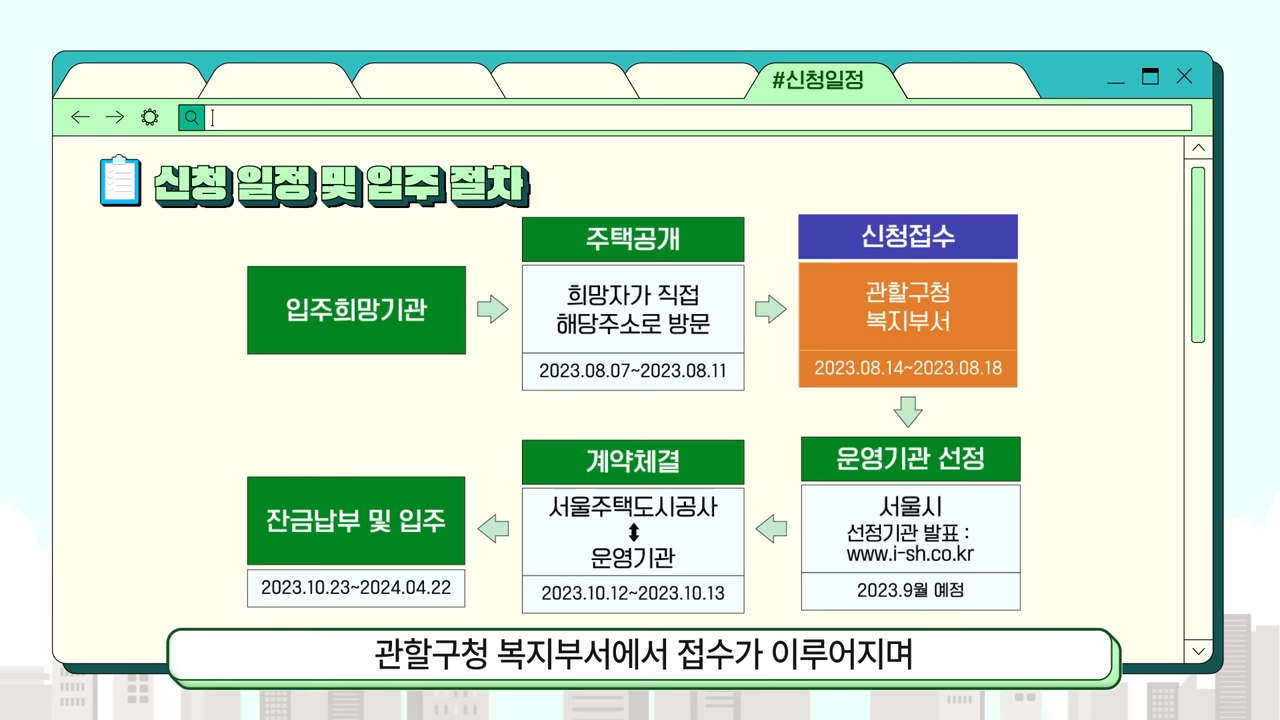 #신청일정
신청 일정 및 입주 절차
입주희망기관
주택공개
희망자가 직접
해당주소로 방문
2023.08.07~2023.08.11
신청접수
관할구청
복지부서
2023.08.14~2023.08.18
운영기관 선정
서울시
선정기관 발표 :
www.i-sh.co.kr
2023.9월 예정
계약체결
서울주택도시공사
운영기관
2023.10.12~2023.10.13
잔금납부 및 입주
2023.10.23~2024.04.22
관할구청 복지부서에서 접수가 이루어지며